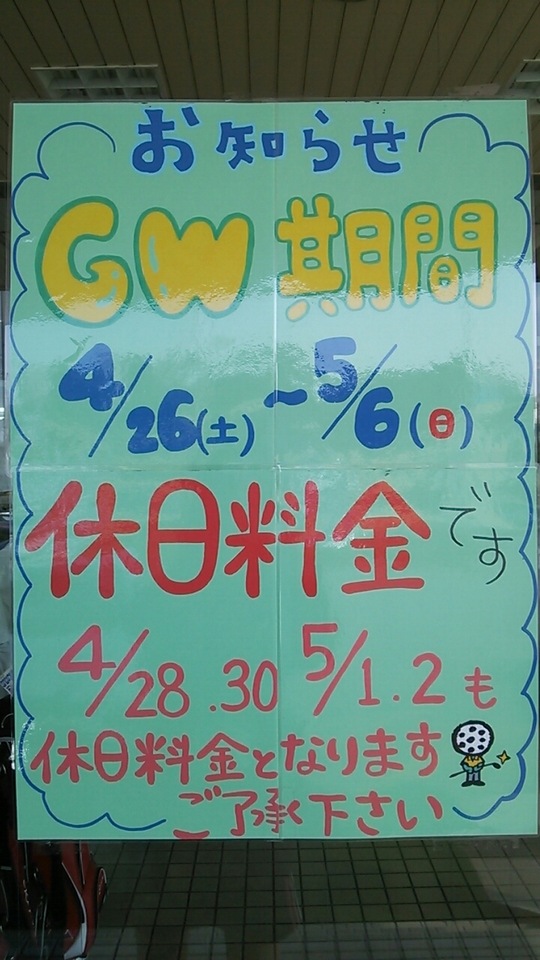 お知らせ
GW 期間
4/26(土)~5/6(日)
休日料金です
4/28.30 5/1.2も
休日料金となります
ご了承く下さい